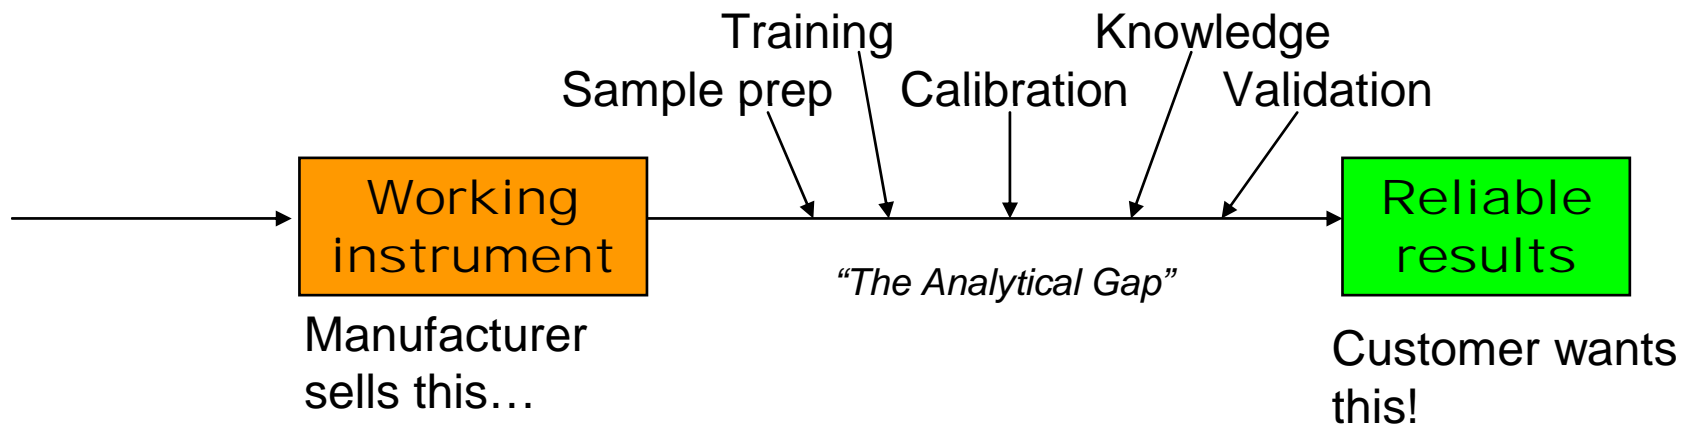 Training
Knowledge
Sample prep
Calibration
Validation
Working
instrument
Reliable
results
“The Analytical Gap”
Manufacturer
sells this…
Customer wants
this!